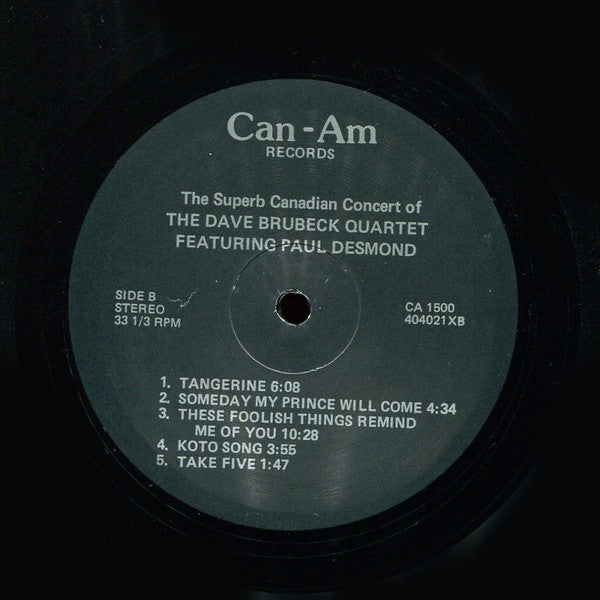 Can-Am
RECORDS
The Superb Canadian Concert of
THE DAVE BRUBECK QUARTET
FEATURING PAUL DESMOND
SIDE B
STEREO
33 1/3 RPM
CA 1500
404021XB
1. TANGERINE 6:08
2. SOMEDAY MY PRINCE WILL COME 4:34
3. THESE FOOLISH THINGS REMIND
ME OF YOU 10:28
4. KOTO SONG 3:55
5. TAKE FIVE 1:47